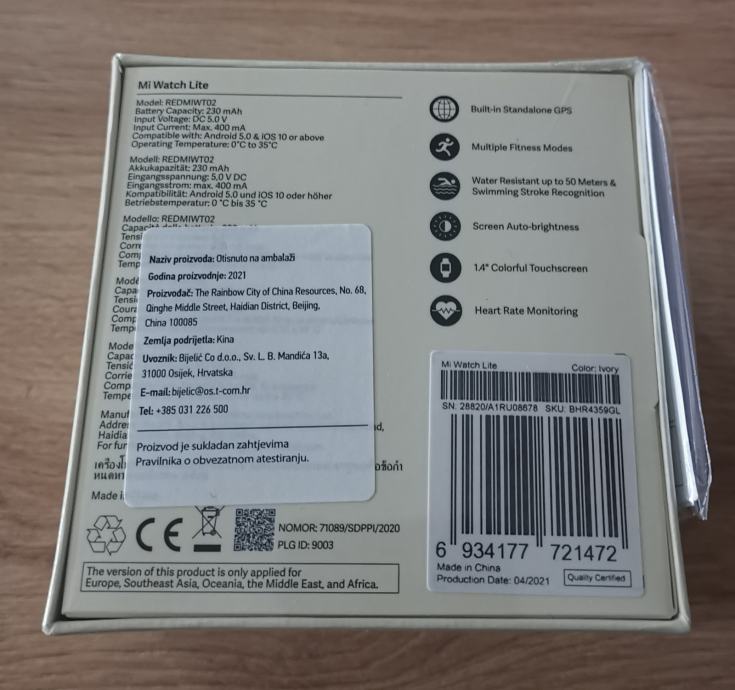 Mi Watch Lite
Model: REDMIWT02
Battery Capacity: 230 mAh
Input Voltage: DC 5.0 V
Input Current: Max. 400 mA
Compatible with: Android 5.0 & iOS 10 or above
Operating Temperature: 0°C to 35°C
Modell: REDMIWT02
Akkukapazität: 230 mAh
Eingangsspannung: 5,0 V DC
Eingangsstrom: max. 400 mA
Kompatibilität: Android 5.0 und iOS 10 oder höher
Betriebstemperatur: 0 °C bis 35 °C
Modello: REDMIWT02
Naziv proizvoda: Otisnuto na ambalaži
Godina proizvodnje: 2021
Proizvođač: The Rainbow City of China Resources, No. 68,
Qinghe Middle Street, Haidian District, Beijing,
China 100085
Zemlja podrijetla: Kina
Uvoznik: Bijelić Co d.o.o., Sv. L. B. Mandića 13a,
31000 Osijek, Hrvatska
E-mail: bijelic@os.t-com.hr
Tel: +385 031 226 500
Proizvod je sukladan zahtjevima
Pravilnika o obvezatnom atestiranju.
Made
CE
NOMOR: 71089/SDPPI/2020
PLG ID: 9003
The version of this product is only applied for
Europe, Southeast Asia, Oceania, the Middle East, and Africa.
Built-in Standalone GPS
Multiple Fitness Modes
Water Resistant up to 50 Meters &
Swimming Stroke Recognition
Screen Auto-brightness
1.4" Colorful Touchscreen
Heart Rate Monitoring
Mi Watch Lite Color: Ivory
SN: 28820/A1RU08678 SKU: BHR4359GL
6 934177 721472
Made in China
Production Date: 04/2021 Quality Certified